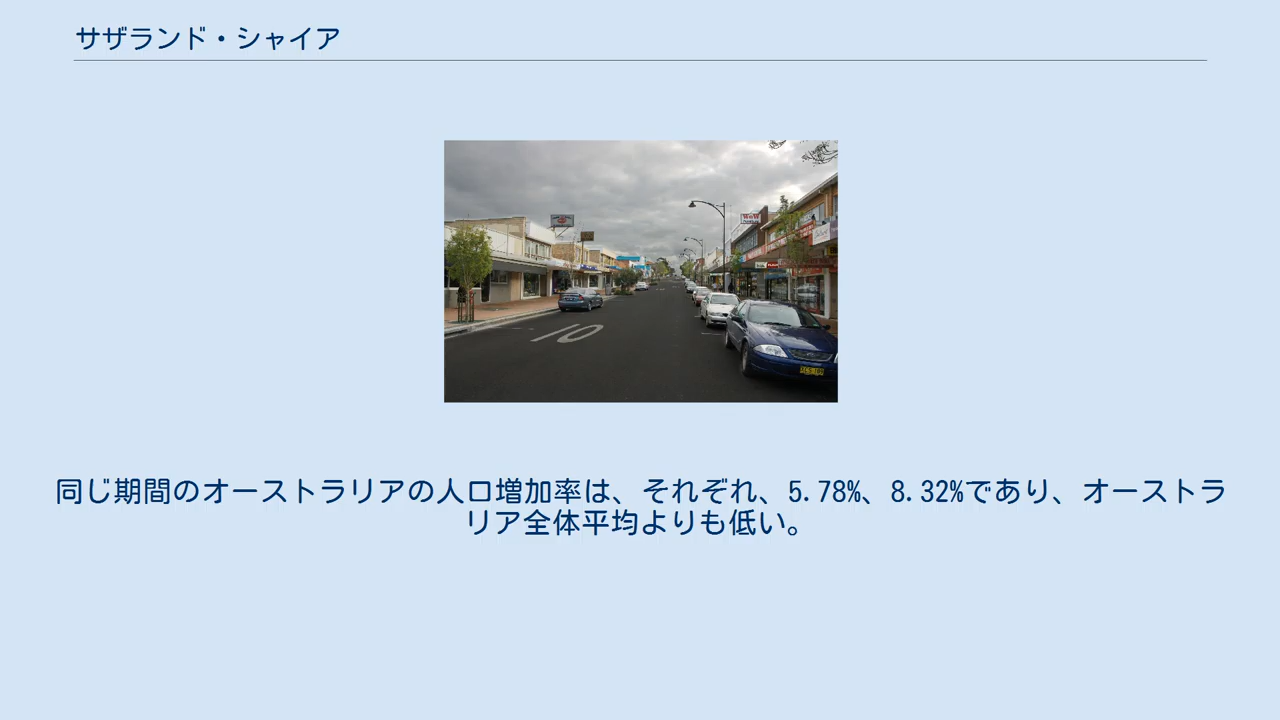 サザランド・シャイア
10
同じ期間のオーストラリアの人口増加率は、それぞれ、5.78%、8.32%であり、オーストラ
リア全体平均よりも低い。